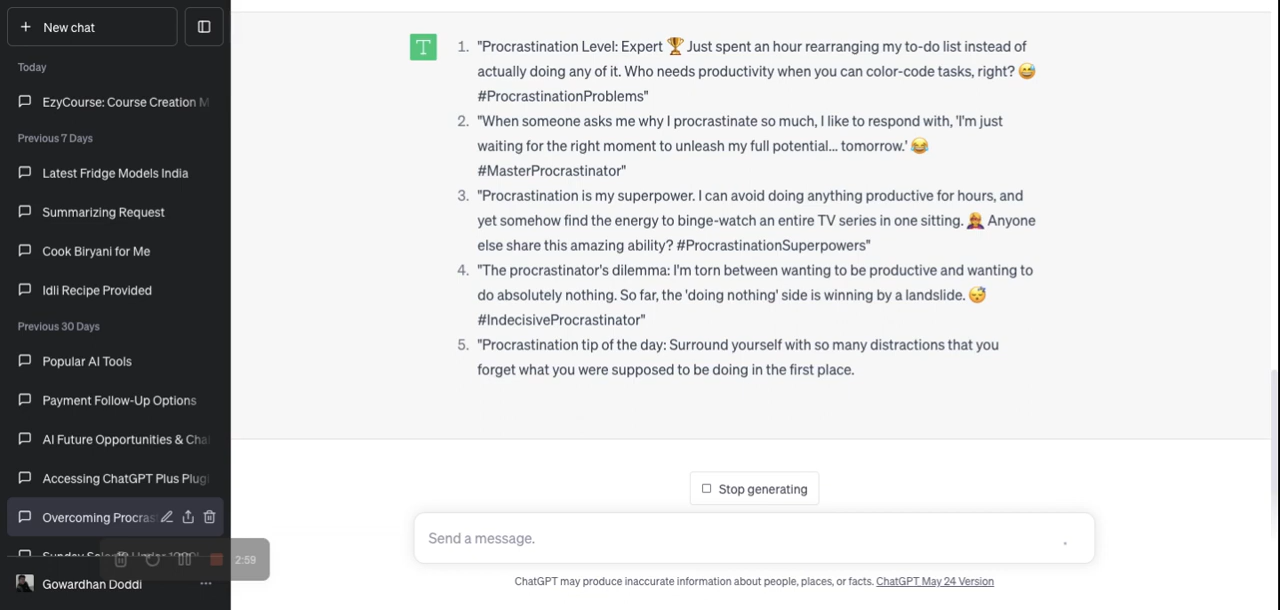 New chat
Today
EzyCourse: Course Creation M
Previous 7 Days
Latest Fridge Models India
Summarizing Request
Cook Biryani for Me
Idli Recipe Provided
Previous 30 Days
Popular AI Tools
Payment Follow-Up Options
AI Future Opportunities & Cha
Accessing ChatGPT Plus Plugi
Overcoming Procras
2:59
Gowardhan Doddi
T
1. "Procrastination Level: Expert 🏆 Just spent an hour rearranging my to-do list instead of
actually doing any of it. Who needs productivity when you can color-code tasks, right? 😅
#ProcrastinationProblems"
2. "When someone asks me why I procrastinate so much, I like to respond with, 'I'm just
waiting for the right moment to unleash my full potential... tomorrow.' 😂
#MasterProcrastinator"
3. "Procrastination is my superpower. I can avoid doing anything productive for hours, and
yet somehow find the energy to binge-watch an entire TV series in one sitting. 🦸 Anyone
else share this amazing ability? #ProcrastinationSuperpowers"
4. "The procrastinator's dilemma: I'm torn between wanting to be productive and wanting to
do absolutely nothing. So far, the 'doing nothing' side is winning by a landslide. 😴
#IndecisiveProcrastinator"
5. "Procrastination tip of the day: Surround yourself with so many distractions that you
forget what you were supposed to be doing in the first place.
Stop generating
Send a message.
ChatGPT may produce inaccurate information about people, places, or facts. ChatGPT May 24 Version